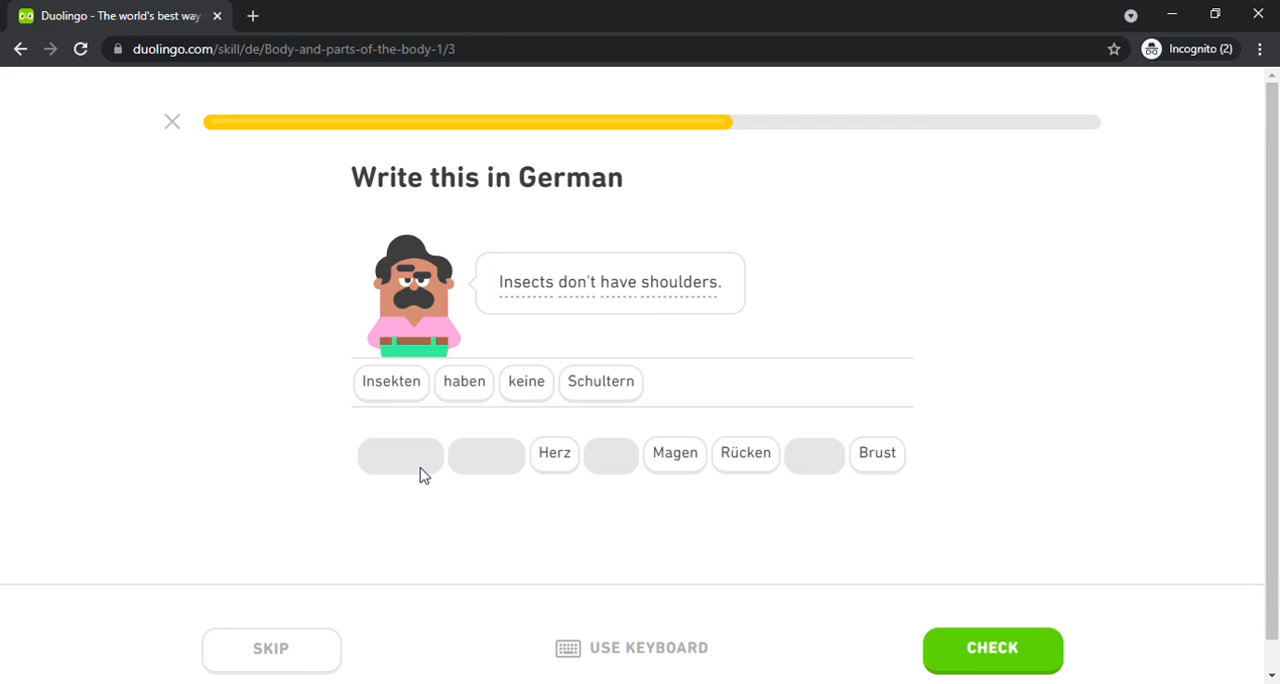 Duolingo - The world's best way
duolingo.com/skill/de/Body-and-parts-of-the-body-1/3
Incognito (2)
Write this in German
Insects don't have shoulders.
Insekten haben keine Schultern
Herz Magen Rücken Brust
SKIP USE KEYBOARD CHECK